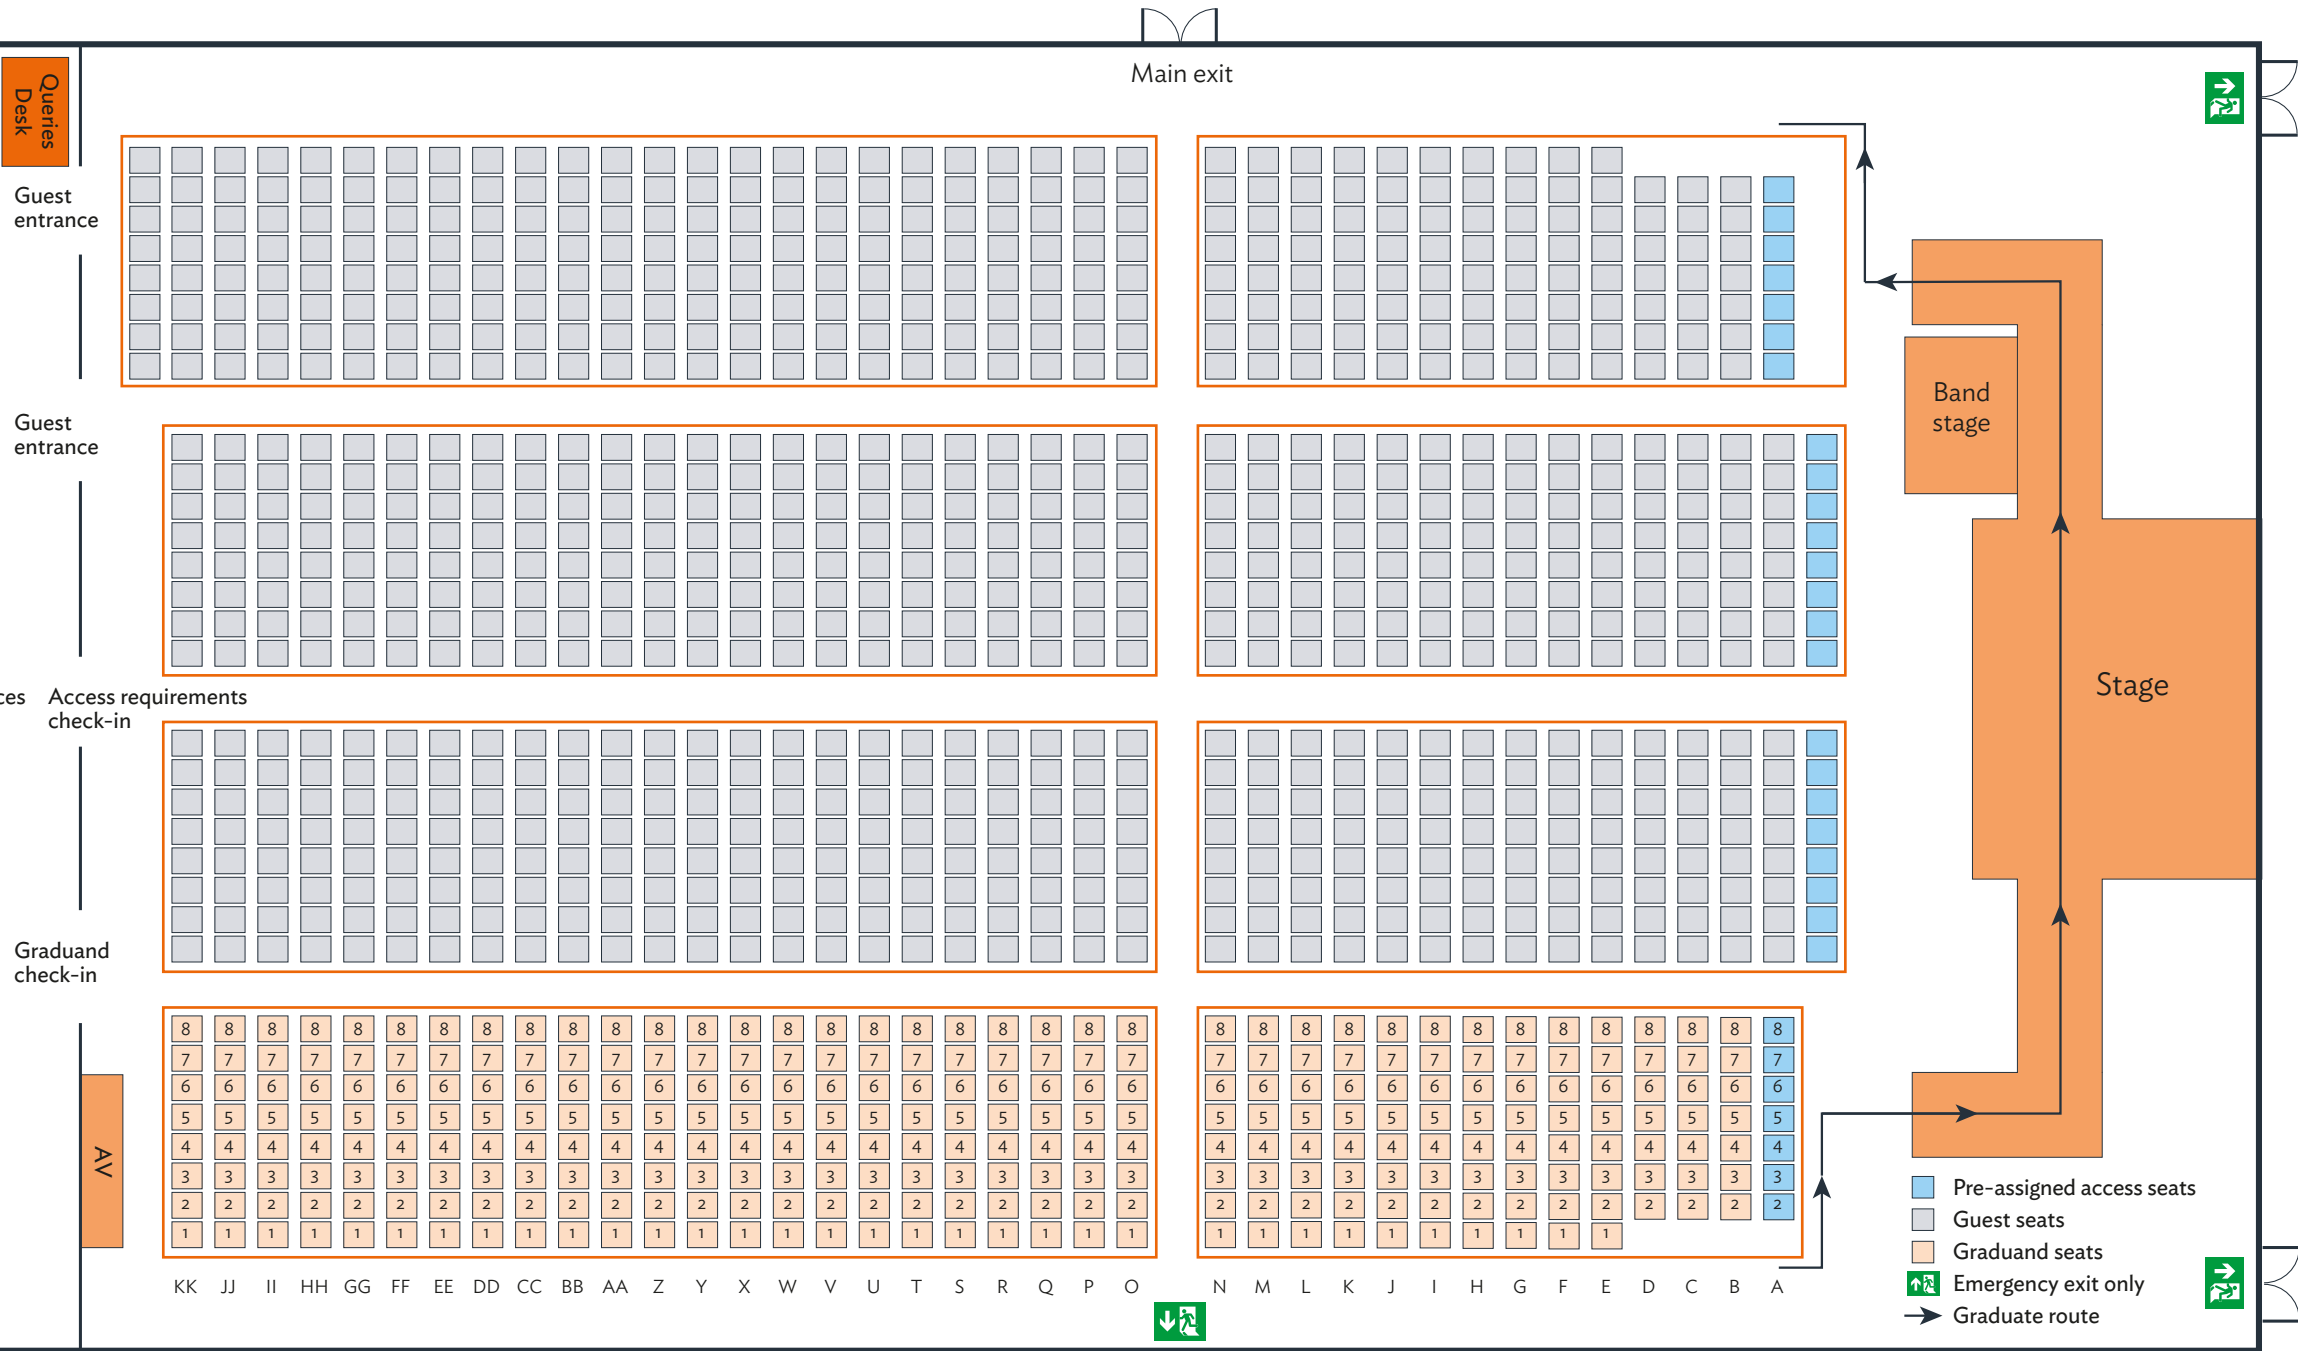 Main exit
Queries
Desk
Guest
entrance
Guest
entrance
Band
stage
Stage
ces Access requirements
check-in
Graduand
check-in
AV
8 8 8 8 8 8 8 8 8 8 8 8 8 8 8 8 8 8 8 8 8 8 8 8 8 8 8 8 8 8 8 8 8 8 8 8 8
7 7 7 7 7 7 7 7 7 7 7 7 7 7 7 7 7 7 7 7 7 7 7 7 7 7 7 7 7 7 7 7 7 7 7 7 7
6 6 6 6 6 6 6 6 6 6 6 6 6 6 6 6 6 6 6 6 6 6 6 6 6 6 6 6 6 6 6 6 6 6 6 6 6
5 5 5 5 5 5 5 5 5 5 5 5 5 5 5 5 5 5 5 5 5 5 5 5 5 5 5 5 5 5 5 5 5 5 5 5 5
4 4 4 4 4 4 4 4 4 4 4 4 4 4 4 4 4 4 4 4 4 4 4 4 4 4 4 4 4 4 4 4 4 4 4 4 4
3 3 3 3 3 3 3 3 3 3 3 3 3 3 3 3 3 3 3 3 3 3 3 3 3 3 3 3 3 3 3 3 3 3 3 3 3
2 2 2 2 2 2 2 2 2 2 2 2 2 2 2 2 2 2 2 2 2 2 2 2 2 2 2 2 2 2 2 2 2 2 2 2 2
1 1 1 1 1 1 1 1 1 1 1 1 1 1 1 1 1 1 1 1 1 1 1 1 1 1 1 1 1 1 1 1 1
KK JJ II HH GG FF EE DD CC BB AA Z Y X W V U T S R Q P O N M L K J I H G F E D C B A
Pre-assigned access seats
Guest seats
Graduand seats
Emergency exit only
Graduate route